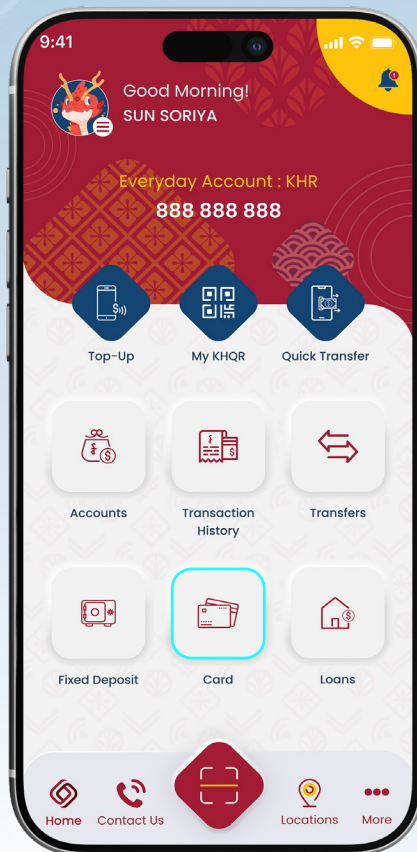 9:41
1
Good Morning!
SUN SORIYA
Everyday Account : KHR
888 888 888
Top-Up
My KHQR
Quick Transfer
Accounts
Transaction
History
Transfers
Fixed Deposit
Card
Loans
Home
Contact Us
Locations
More